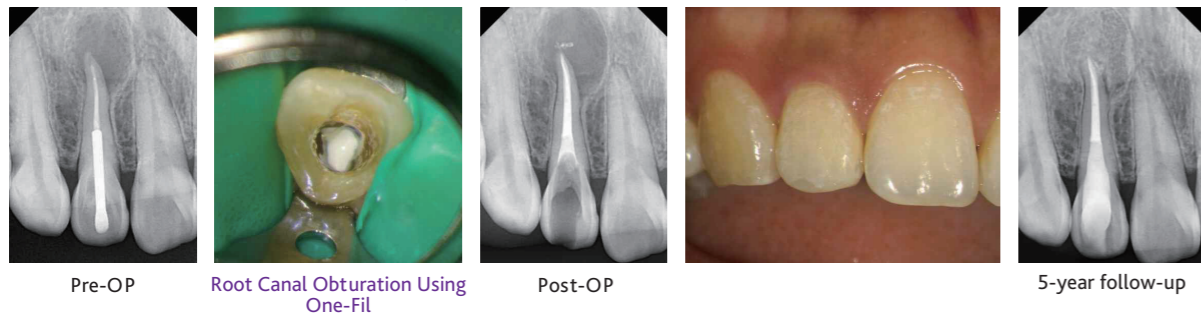 Pre-OP
Root Canal Obturation Using
One-Fil
Post-OP
5-year follow-up